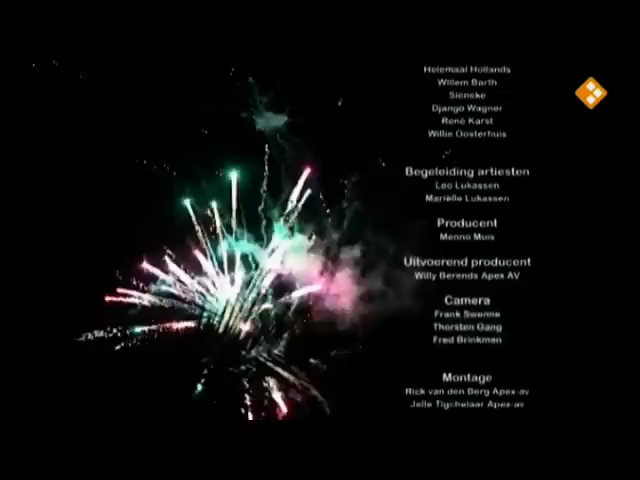 Helemaal Hollands
Willem Barth
Sienske
Django Wagner
René Karst
Willie Oosterhuis
Begeleiding artiesten
Leo Lukassen
Mariëlle Lukassen
Producent
Menno Muis
Uitvoerend producent
Willy Berends Apex AV
Camera
Frank Swenne
Thorsten Gang
Fred Brinkman
Montage
Rick van den Berg Apex-av
Jelle Tigchelaar Apex-av